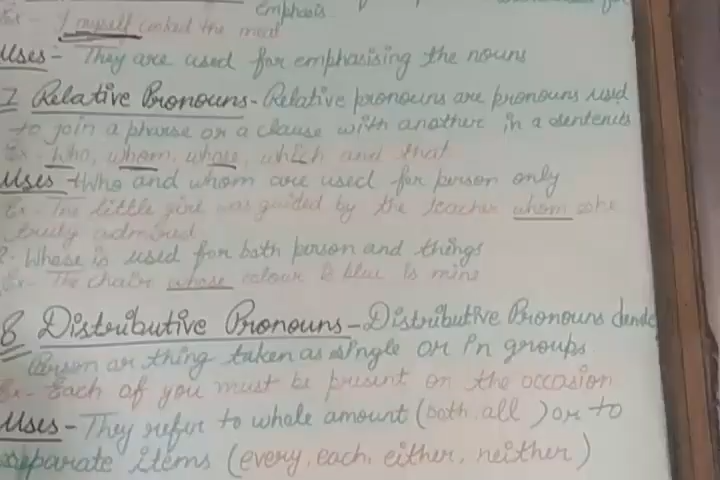 emphasis
Ex - I myself cooked the meal
Uses - They are used for emphasising the nouns
7 Relative Pronouns - Relative pronouns are pronouns used
to join a pharse or a clause with another in a sentences
Ex - Who, whom, whose, which and that
Uses Who and whom are used for person only
Ex - The little girl was guided by the teacher whom she
truly admired
2. Whose is used for both person and things
Ex - The chair whose colour is blue is mine
8 Distributive Pronouns - Distributive Pronouns denote
Person or thing taken as single or in groups
Ex - Each of you must be present on the occasion
Uses - They refer to whole amount (both, all) or to
separate items (every, each, either, neither)